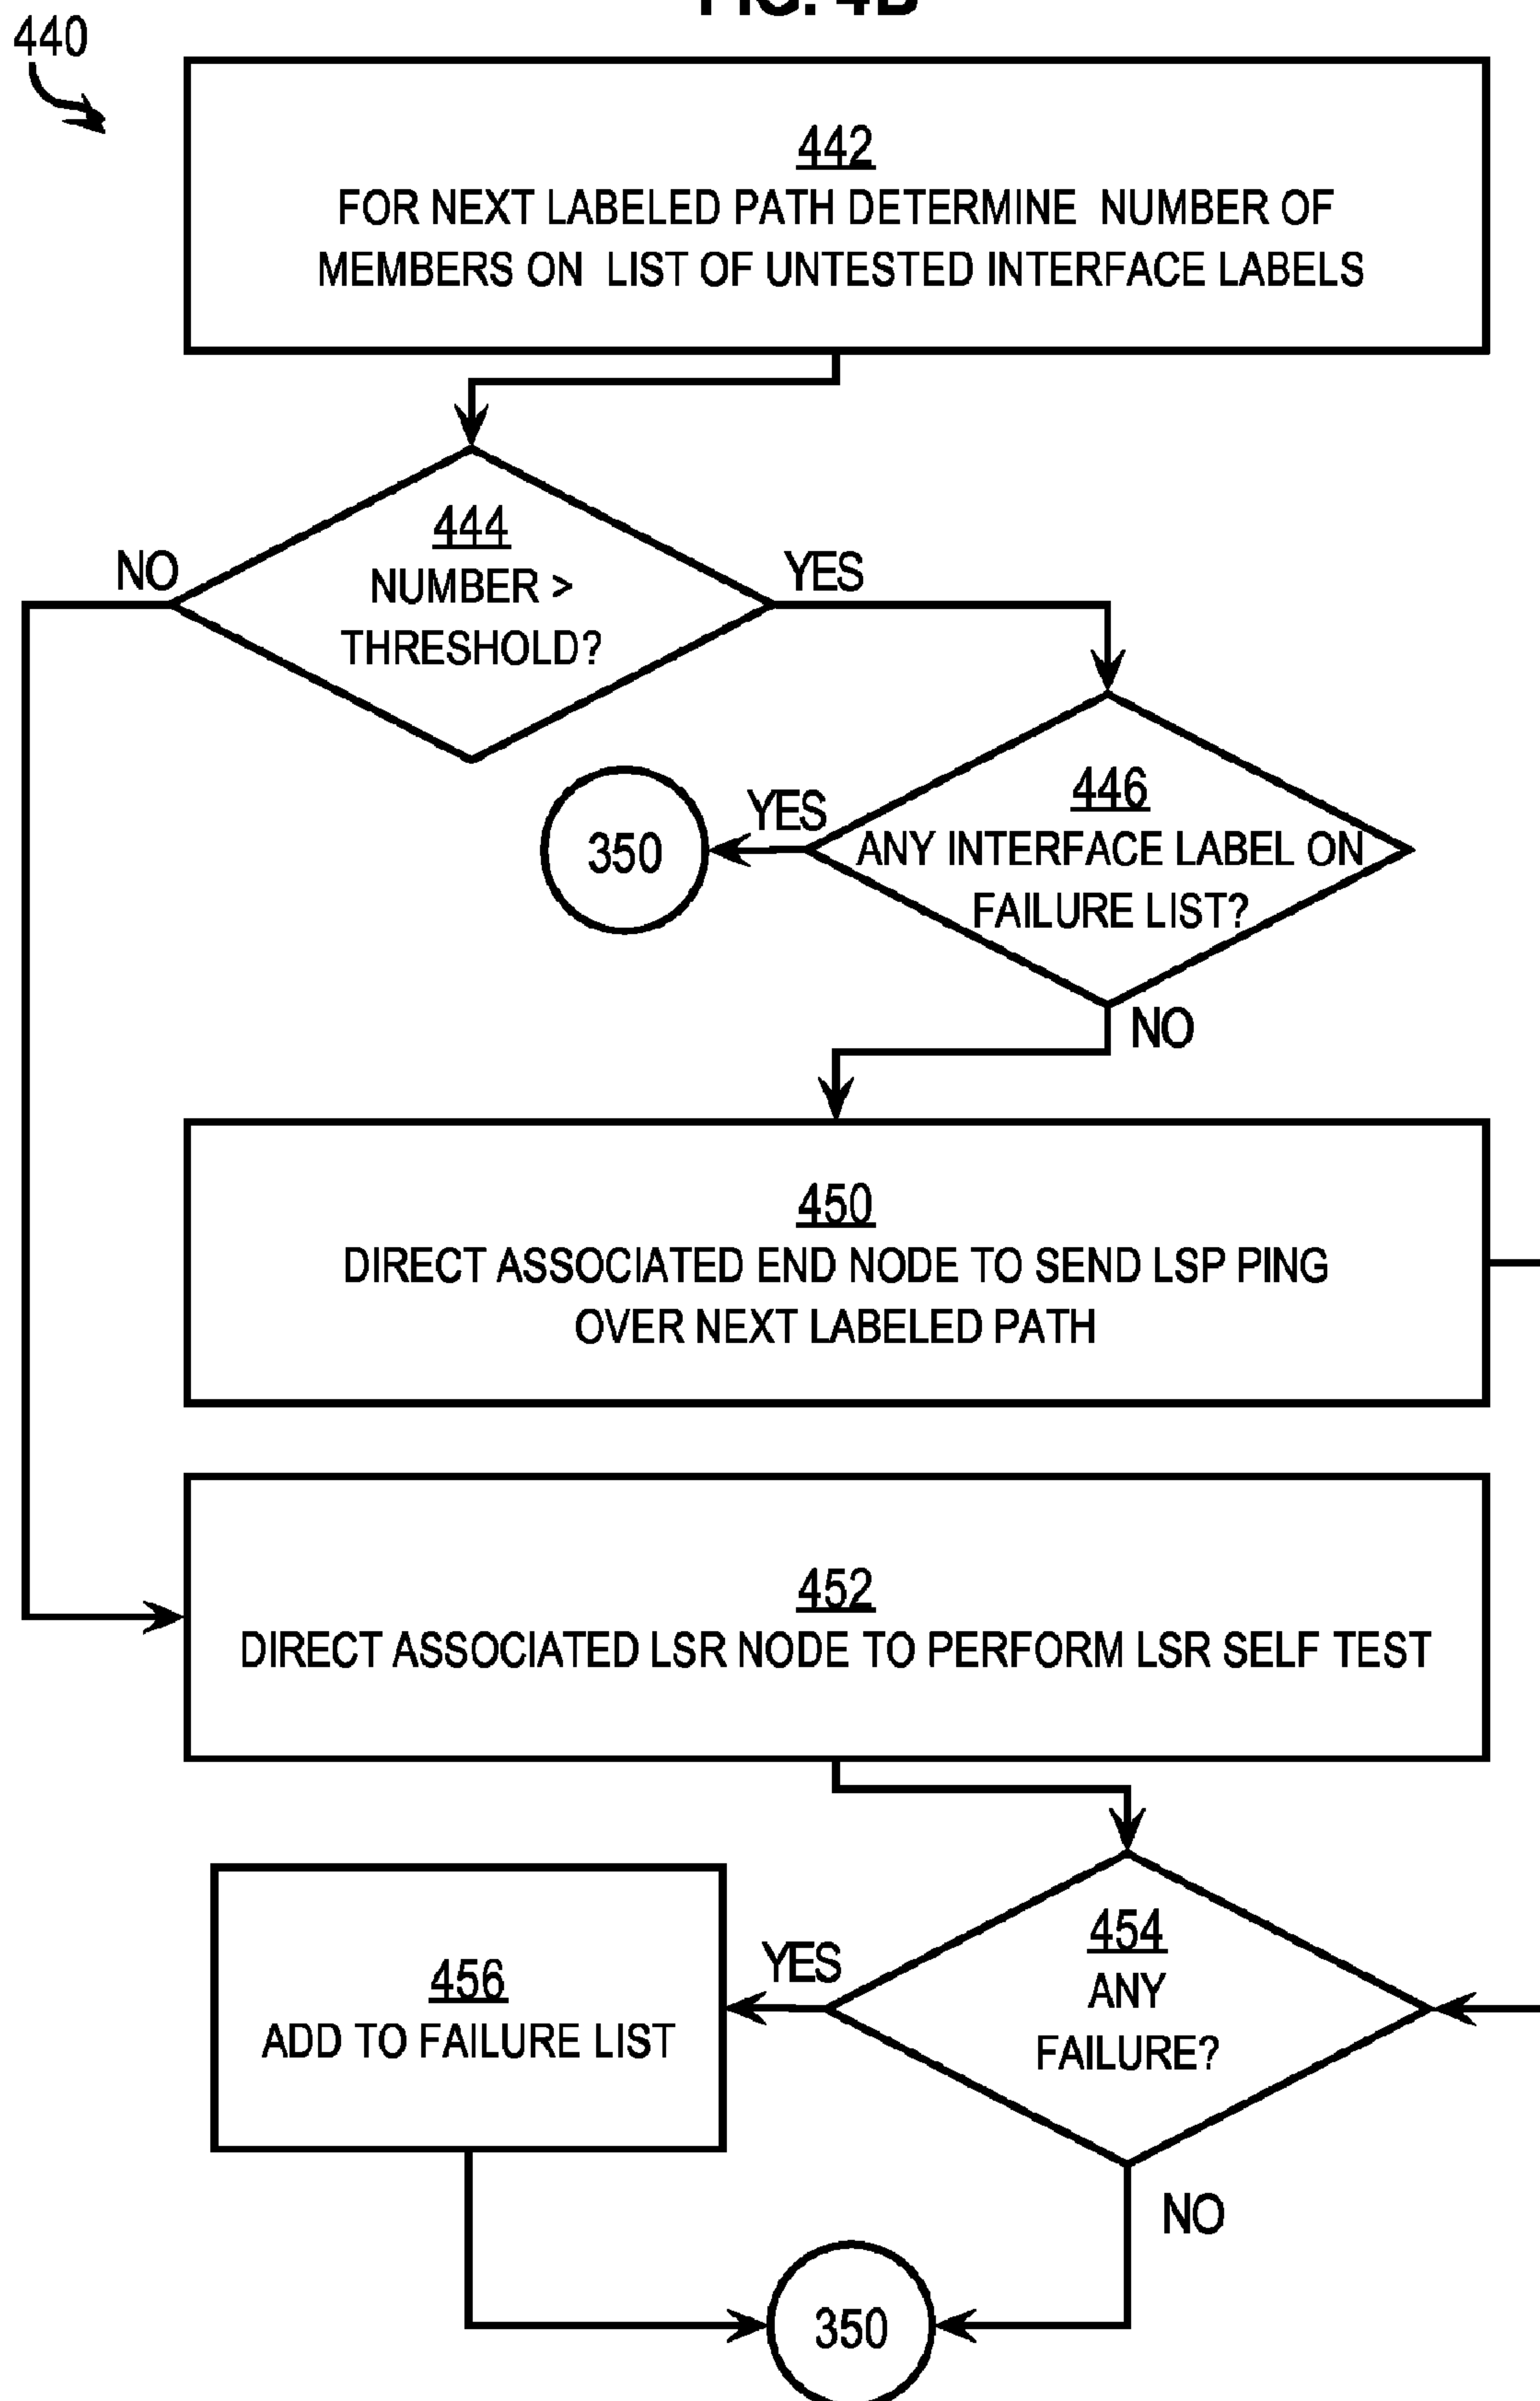 FIG. 4B
440
442
FOR NEXT LABELED PATH DETERMINE NUMBER OF
MEMBERS ON LIST OF UNTESTED INTERFACE LABELS
444
NUMBER >
THRESHOLD?
NO
YES
446
ANY INTERFACE LABEL ON
FAILURE LIST?
YES
350
NO
450
DIRECT ASSOCIATED END NODE TO SEND LSP PING
OVER NEXT LABELED PATH
452
DIRECT ASSOCIATED LSR NODE TO PERFORM LSR SELF TEST
454
ANY
FAILURE?
YES
456
ADD TO FAILURE LIST
NO
350